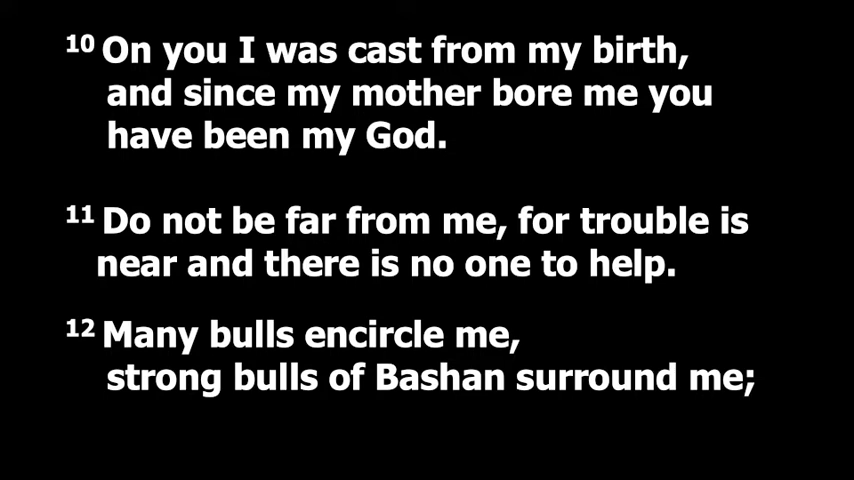 10 On you I was cast from my birth,
and since my mother bore me you
have been my God.
11 Do not be far from me, for trouble is
near and there is no one to help.
12 Many bulls encircle me,
strong bulls of Bashan surround me;